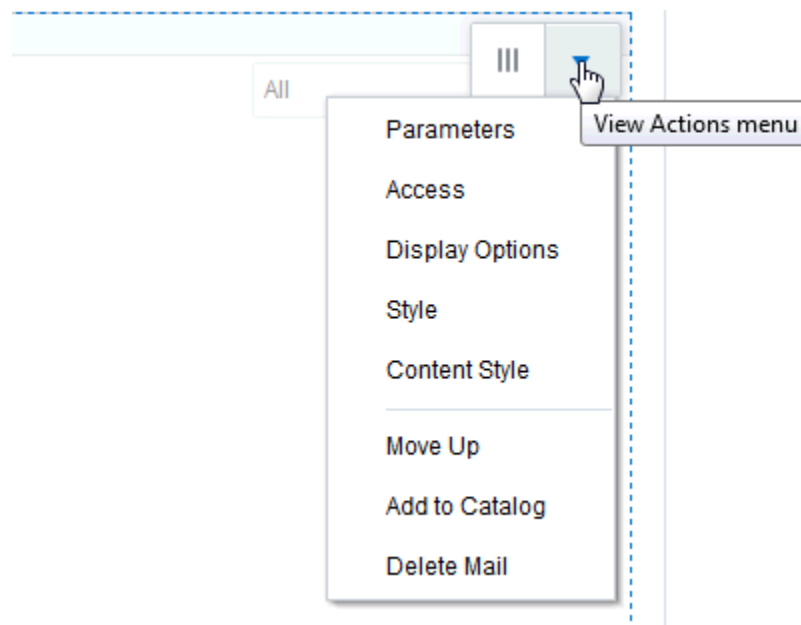 All
View Actions menu
Parameters
Access
Display Options
Style
Content Style
Move Up
Add to Catalog
Delete Mail